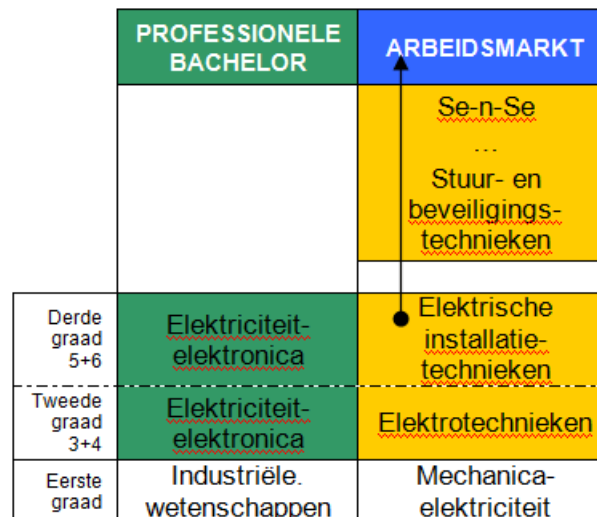 PROFESSIONELE
BACHELOR
ARBEIDSMARKT
Se-n-Se
...
Stuur- en
beveiligings-
technieken
Derde
graad
5+6
Elektriciteit-
elektronica
Elektrische
installatie-
technieken
Tweede
graad
3+4
Elektriciteit-
elektronica
Elektrotechnieken
Eerste
graad
Industriële.
wetenschappen
Mechanica-
elektriciteit